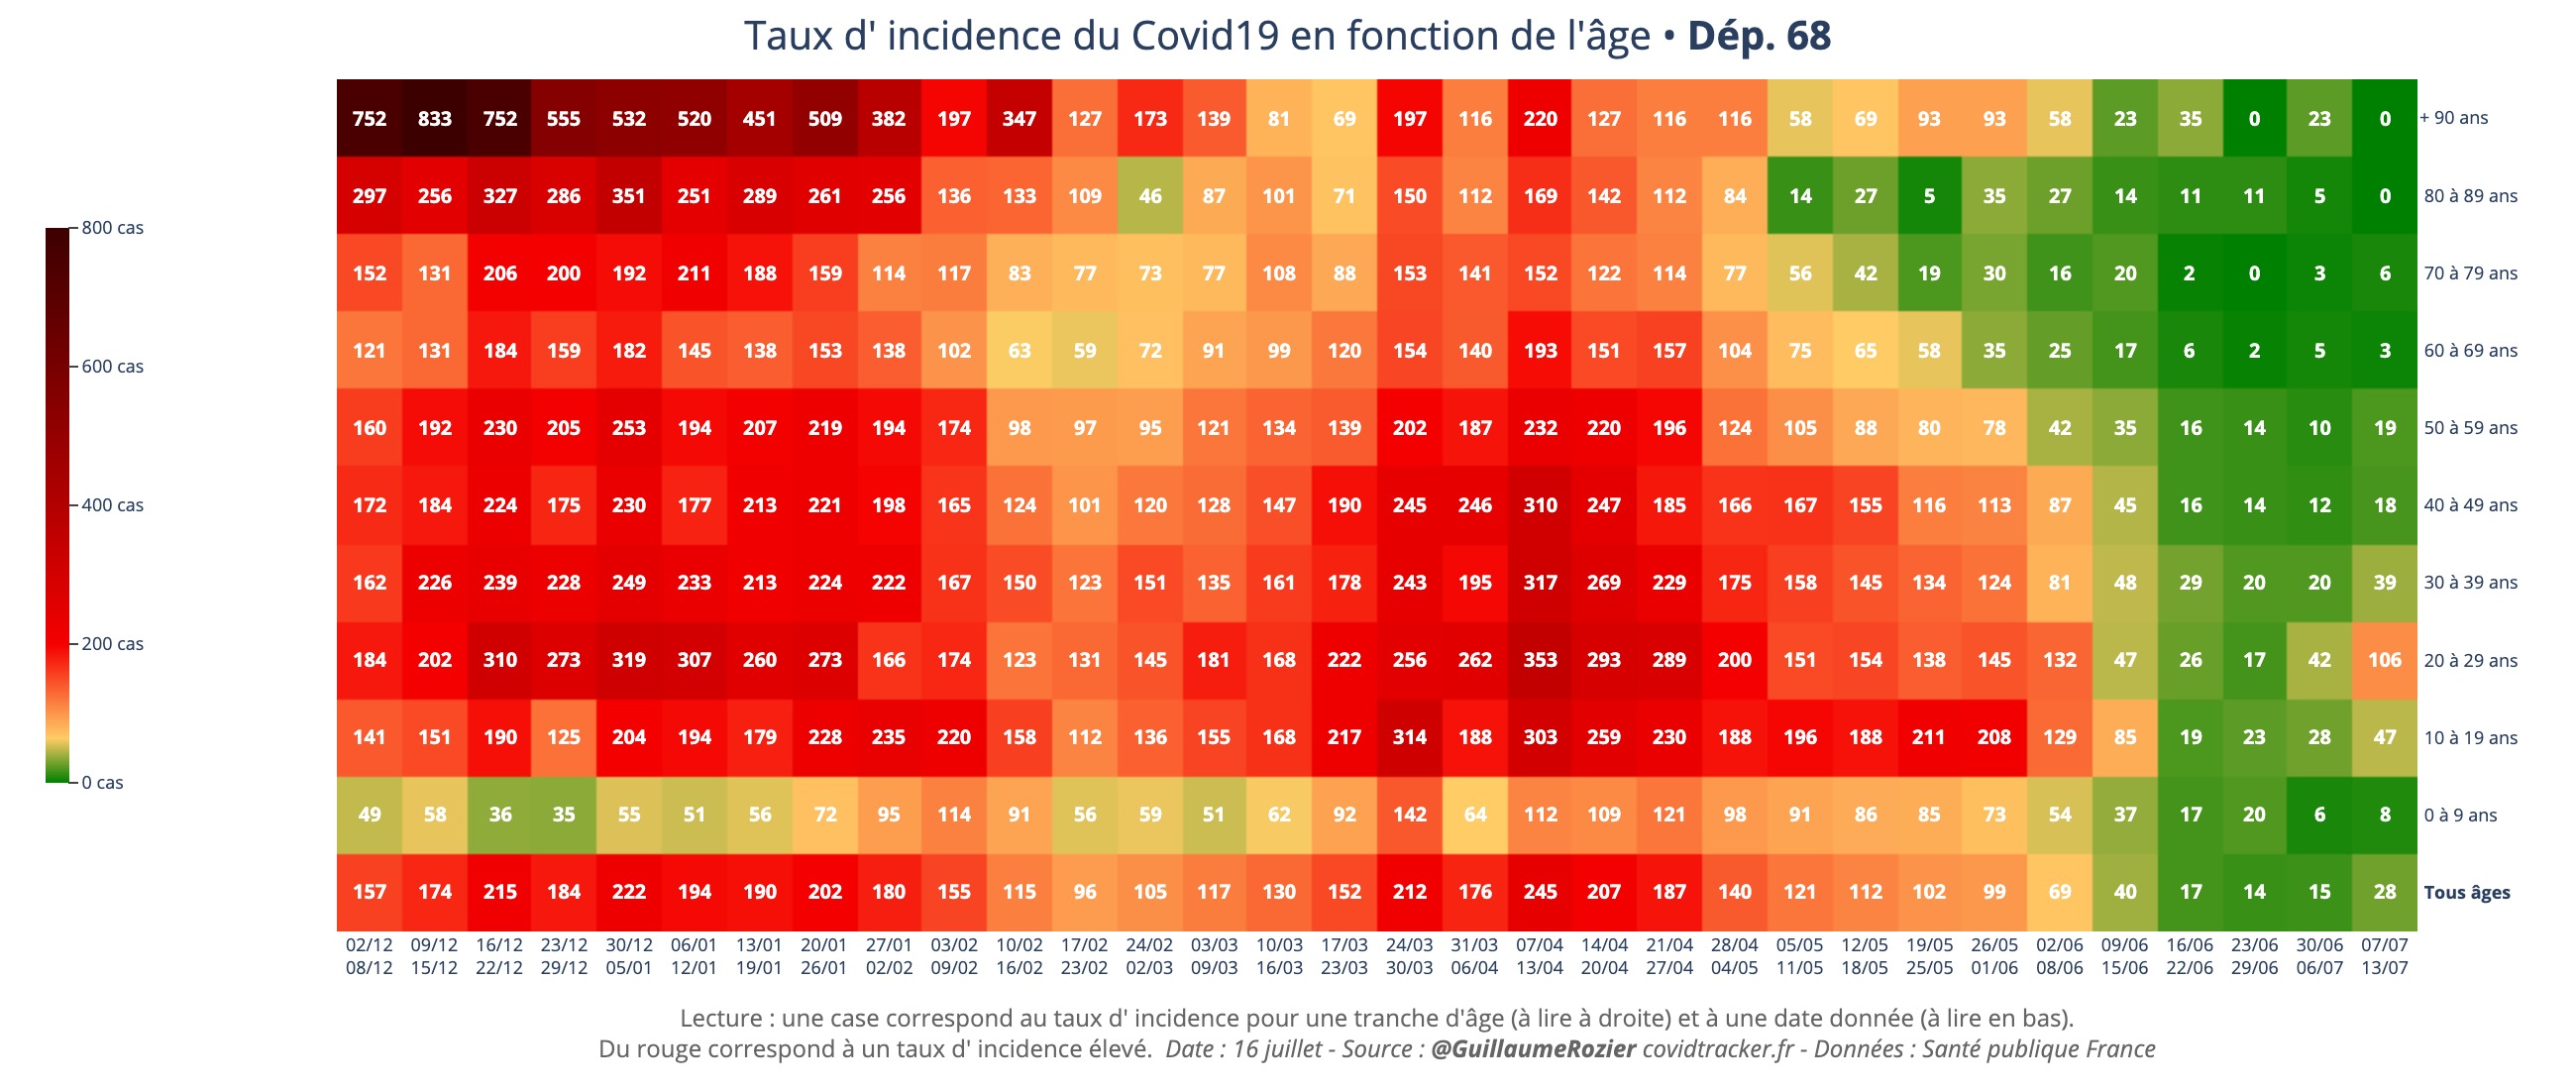 Taux d' incidence du Covid19 en fonction de l'âge • Dép. 68
800 cas
600 cas
400 cas
200 cas
0 cas
752 833 752 555 532 520 451 509 382 197 347 127 173 139 81 69 197 116 220 127 116 116 58 69 93 93 58 23 35 0 23 0 + 90 ans
297 256 327 286 351 251 289 261 256 136 133 109 46 87 101 71 150 112 169 142 112 84 14 27 5 35 27 14 11 11 5 0 80 à 89 ans
152 131 206 200 192 211 188 159 114 117 83 77 73 77 108 88 153 141 152 122 114 77 56 42 19 30 16 20 2 0 3 6 70 à 79 ans
121 131 184 159 182 145 138 153 138 102 63 59 72 91 99 120 154 140 193 151 157 104 75 65 58 35 25 17 6 2 5 3 60 à 69 ans
160 192 230 205 253 194 207 219 194 174 98 97 95 121 134 139 202 187 232 220 196 124 105 88 80 78 42 35 16 14 10 19 50 à 59 ans
172 184 224 175 230 177 213 221 198 165 124 101 120 128 147 190 245 246 310 247 185 166 167 155 116 113 87 45 16 14 12 18 40 à 49 ans
162 226 239 228 249 233 213 224 222 167 150 123 151 135 161 178 243 195 317 269 229 175 158 145 134 124 81 48 29 20 20 39 30 à 39 ans
184 202 310 273 319 307 260 273 166 174 123 131 145 181 168 222 256 262 353 293 289 200 151 154 138 145 132 47 26 17 42 106 20 à 29 ans
141 151 190 125 204 194 179 228 235 220 158 112 136 155 168 217 314 188 303 259 230 188 196 188 211 208 129 85 19 23 28 47 10 à 19 ans
49 58 36 35 55 51 56 72 95 114 91 56 59 51 62 92 142 64 112 109 121 98 91 86 85 73 54 37 17 20 6 8 0 à 9 ans
157 174 215 184 222 194 190 202 180 155 115 96 105 117 130 152 212 176 245 207 187 140 121 112 102 99 69 40 17 14 15 28 Tous âges
02/12 09/12 16/12 23/12 30/12 06/01 13/01 20/01 27/01 03/02 10/02 17/02 24/02 03/03 10/03 17/03 24/03 31/03 07/04 14/04 21/04 28/04 05/05 12/05 19/05 26/05 02/06 09/06 16/06 23/06 30/06 07/07
08/12 15/12 22/12 29/12 05/01 12/01 19/01 26/01 02/02 09/02 16/02 23/02 02/03 09/03 16/03 23/03 30/03 06/04 13/04 20/04 27/04 04/05 11/05 18/05 25/05 01/06 08/06 15/06 22/06 29/06 06/07 13/07
Lecture : une case correspond au taux d' incidence pour une tranche d'âge (à lire à droite) et à une date donnée (à lire en bas).
Du rouge correspond à un taux d' incidence élevé. Date : 16 juillet - Source : @GuillaumeRozier covidtracker.fr - Données : Santé publique France